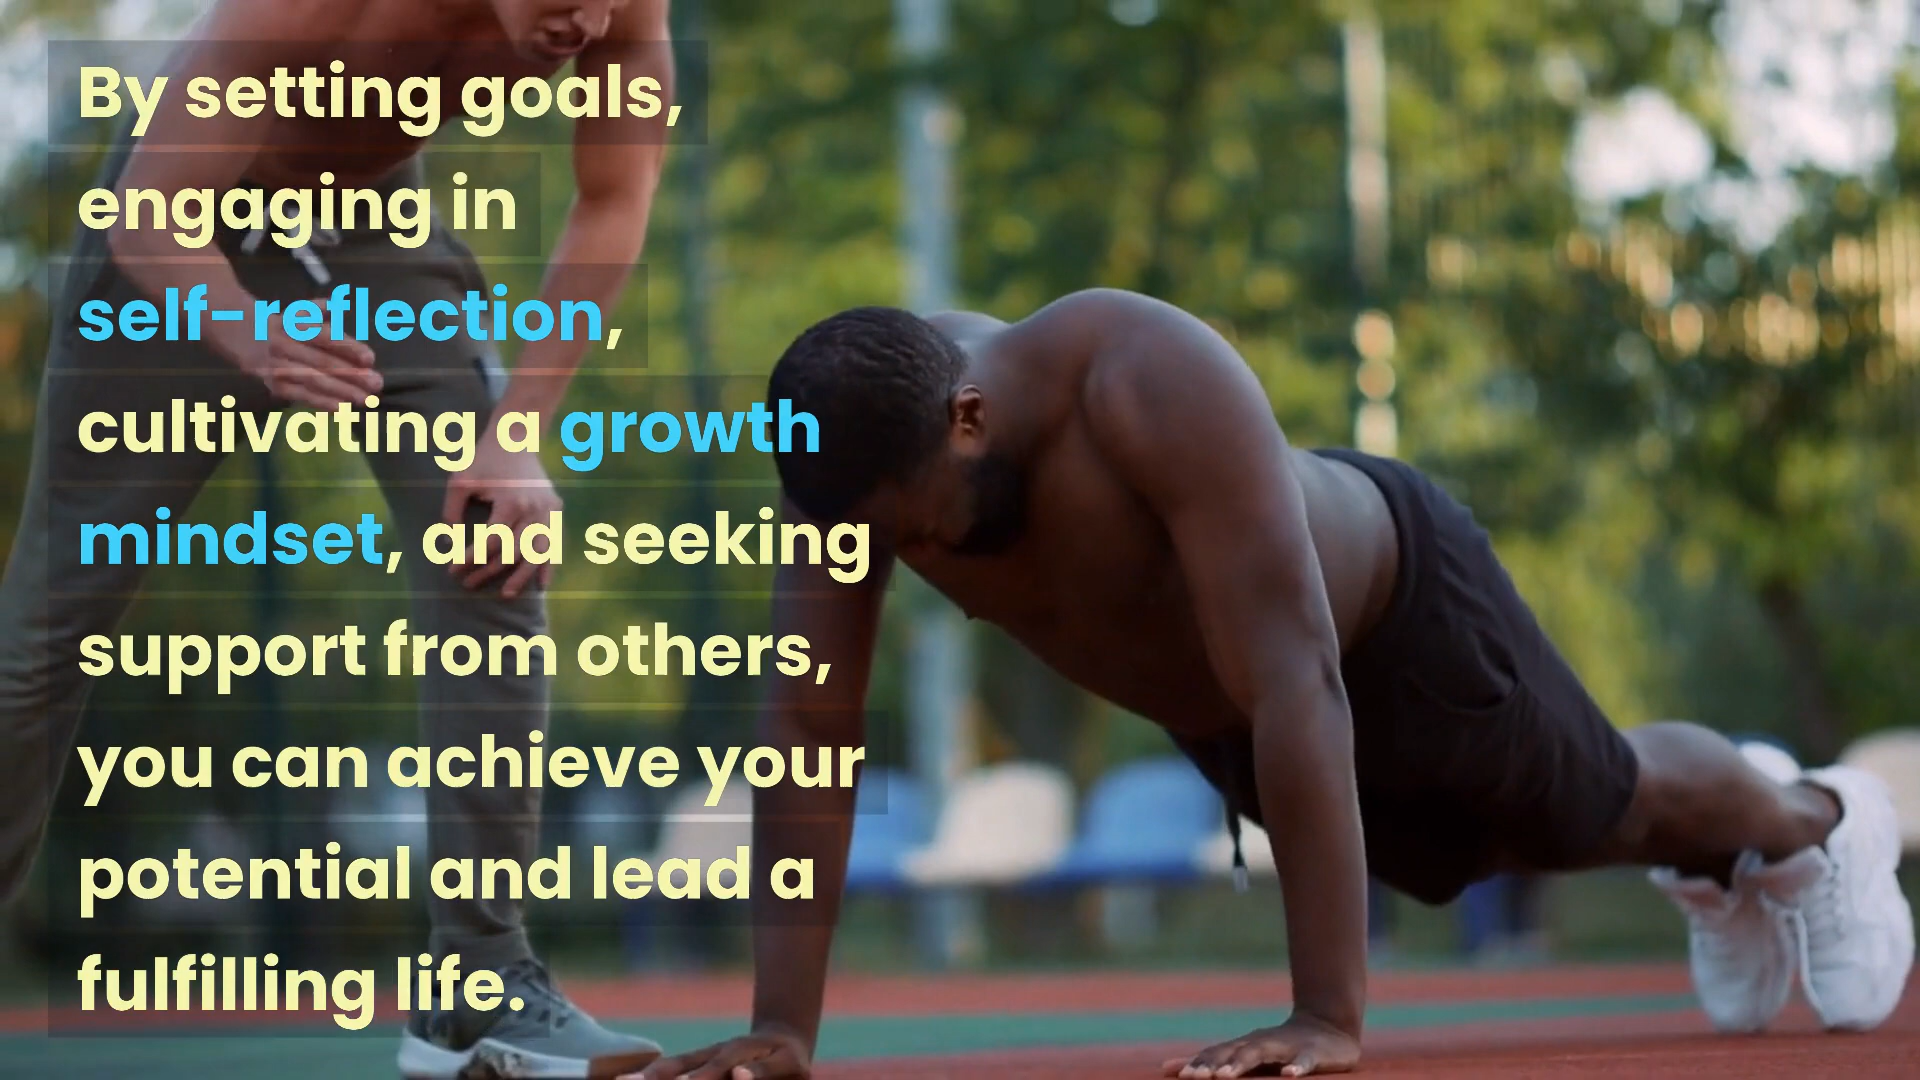 By setting goals,
engaging in
self-reflection,
cultivating a growth
mindset, and seeking
support from others,
you can achieve your
potential and lead a
fulfilling life.